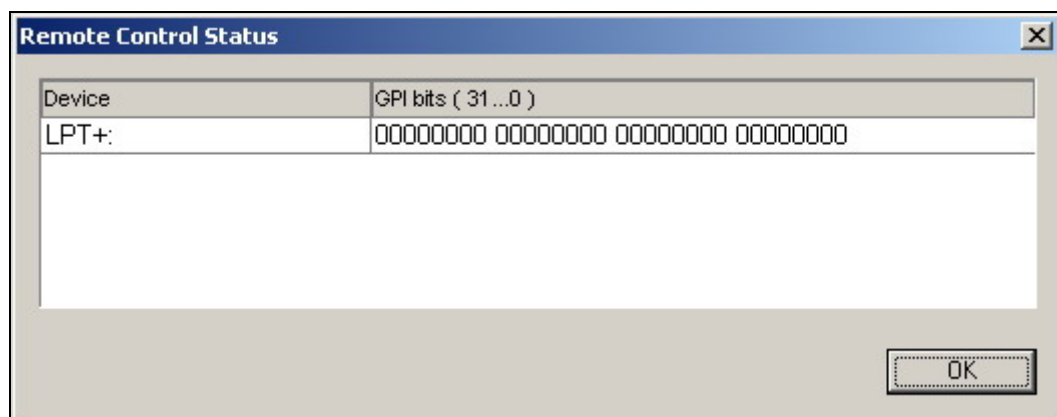 Remote Control Status
Device GPI bits ( 31...0 )
LPT+: 00000000 00000000 00000000 00000000
OK